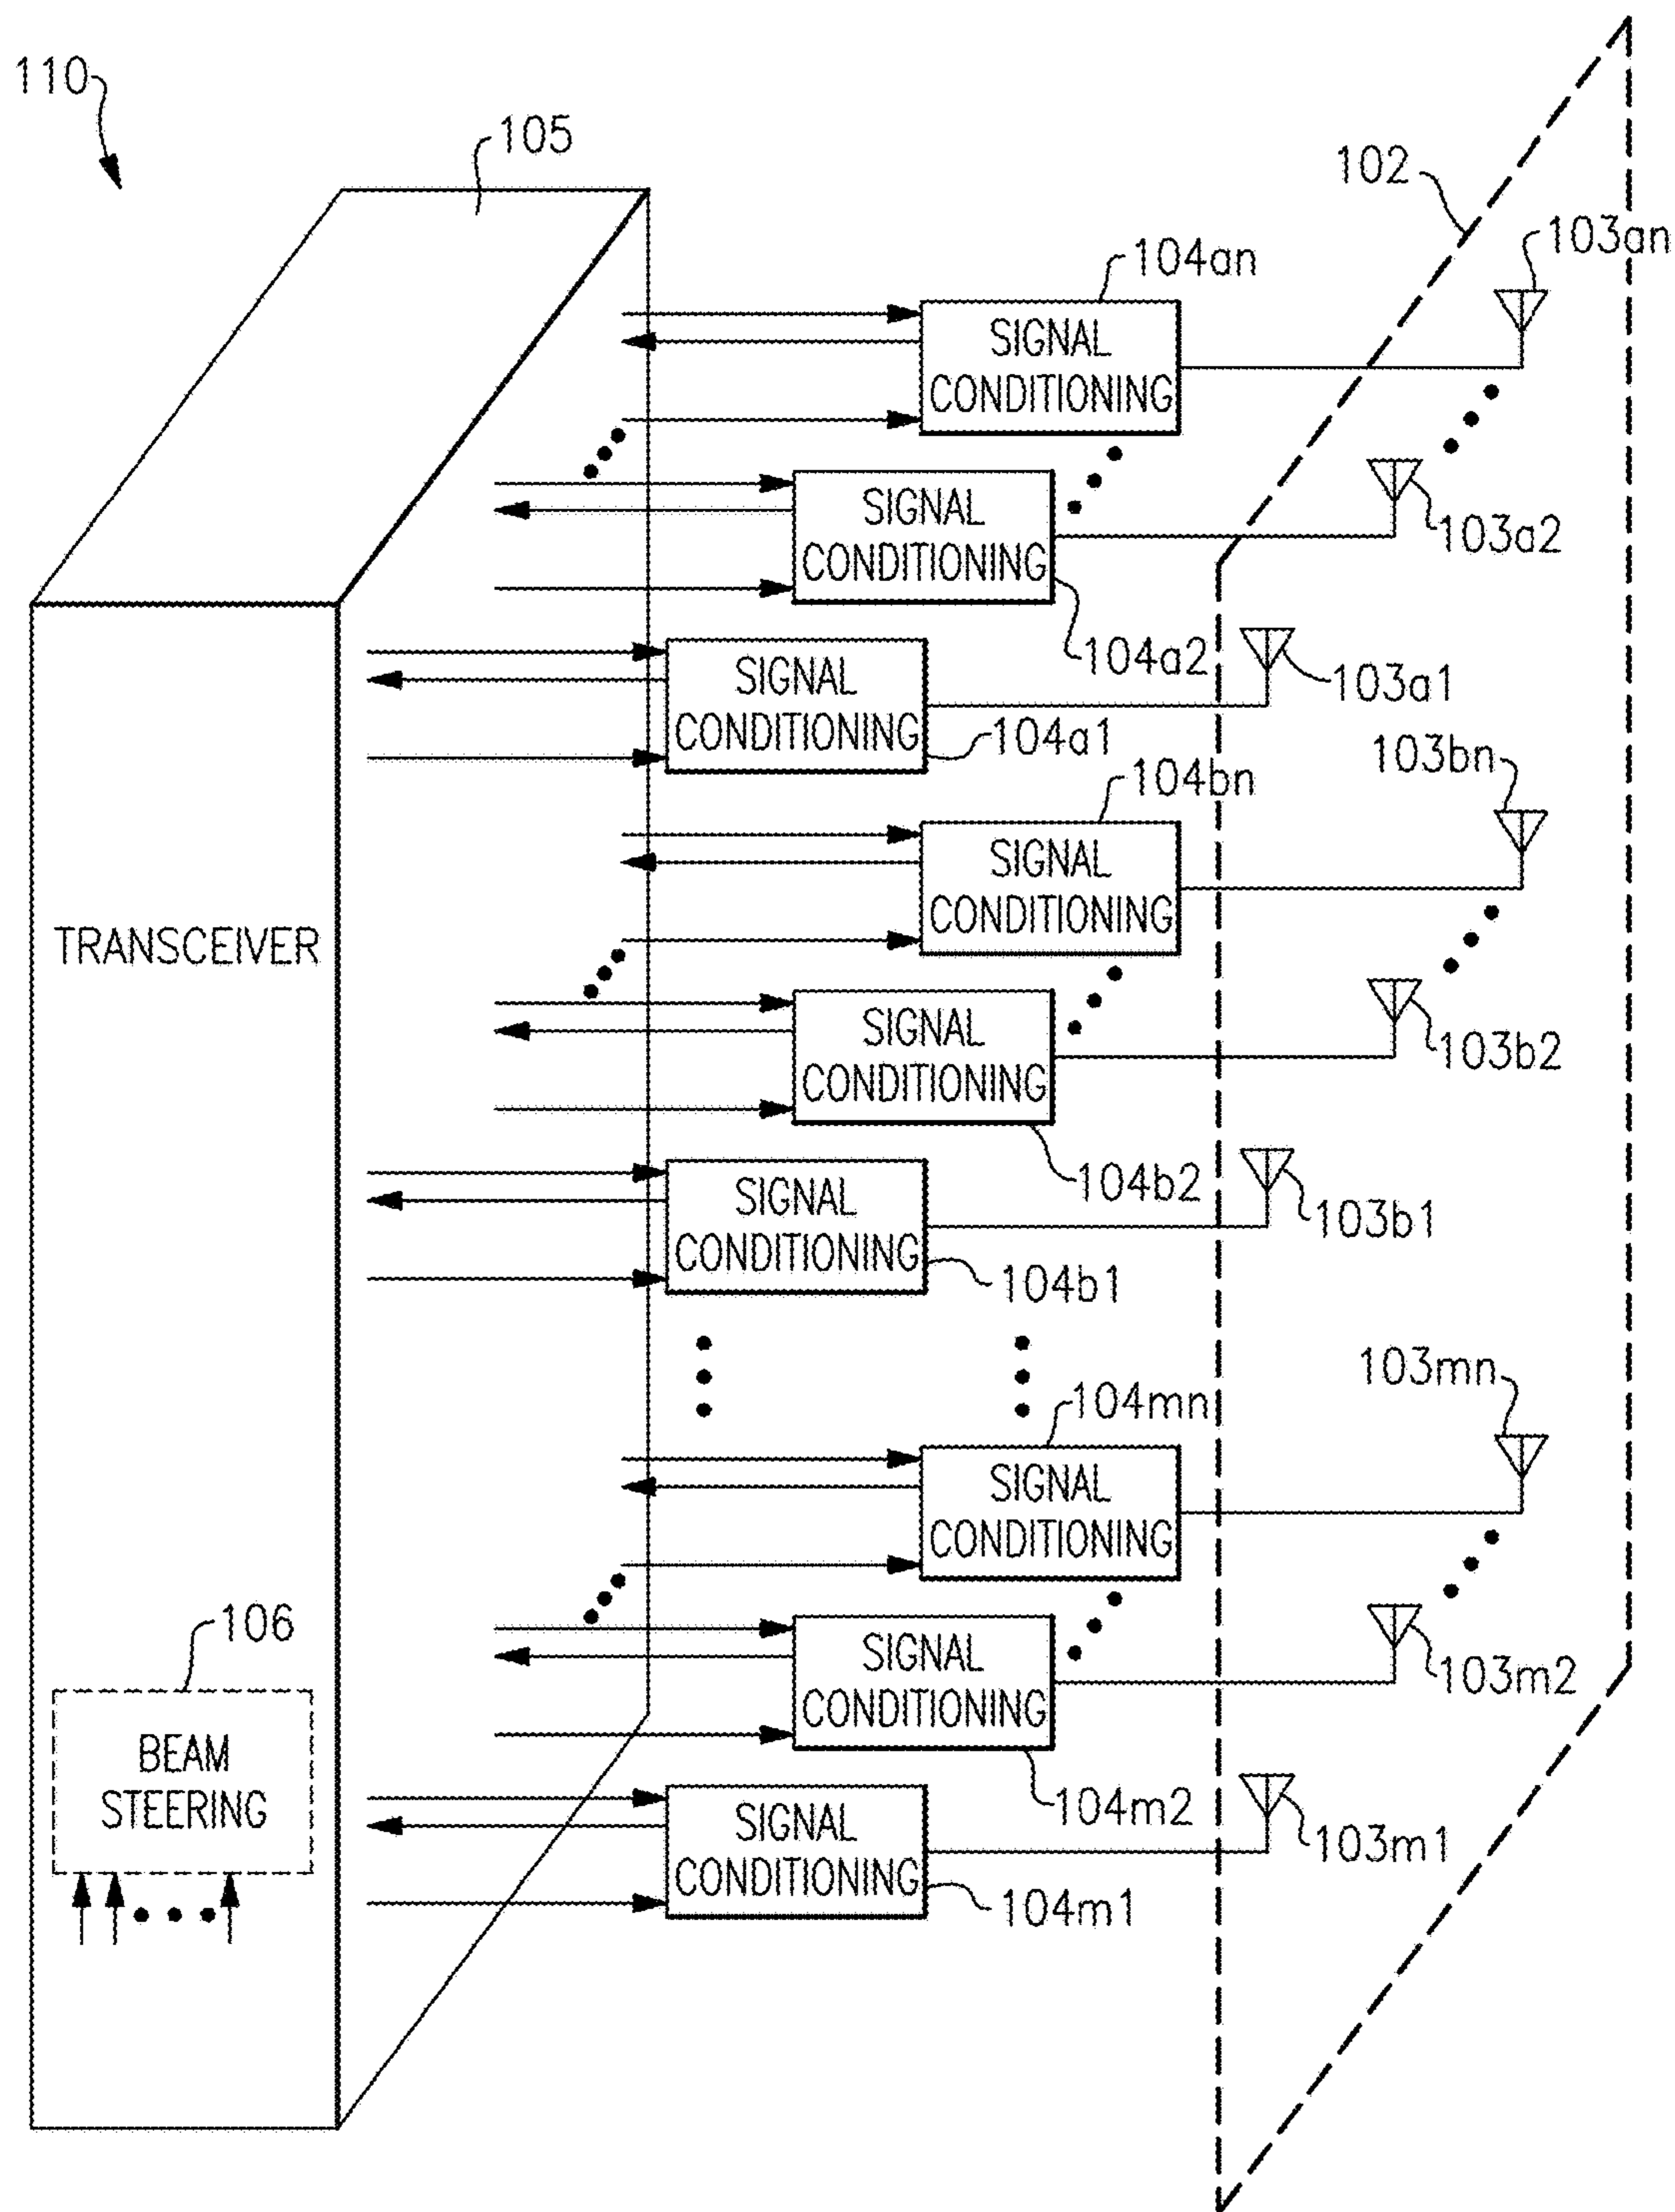 110
105
102
103an
104an
SIGNAL
CONDITIONING
SIGNAL
CONDITIONING
103a2
104a2
SIGNAL
CONDITIONING
103a1
104a1
103bn
104bn
SIGNAL
CONDITIONING
TRANSCEIVER
SIGNAL
CONDITIONING
103b2
104b2
SIGNAL
CONDITIONING
103b1
104b1
103mn
104mn
SIGNAL
CONDITIONING
106
SIGNAL
CONDITIONING
103m2
BEAM
STEERING
104m2
SIGNAL
CONDITIONING
103m1
104m1